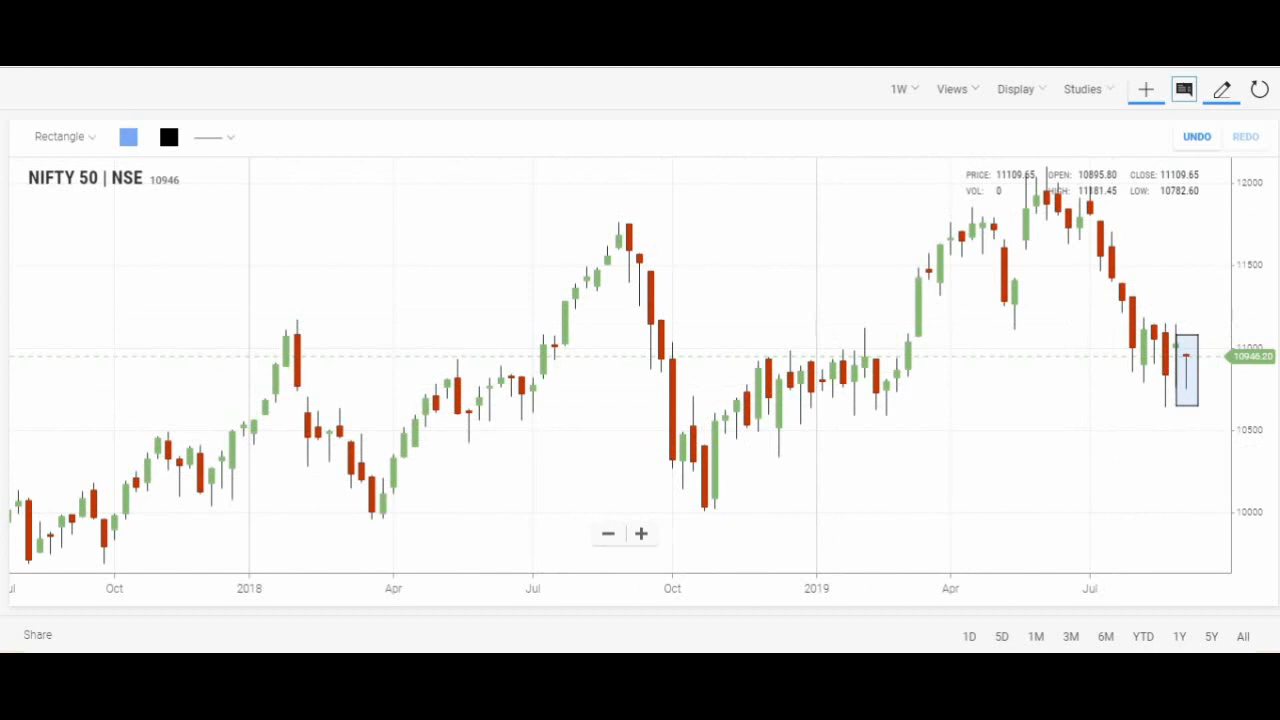 1W Views Display Studies
Rectangle UNDO REDO
NIFTY 50 | NSE 10946
PRICE: 11109.65 OPEN: 10895.80 CLOSE: 11109.65
VOL: 0 HIGH: 11181.45 LOW: 10782.60
12000
11500
11000
10946.20
10500
10000
Oct 2018 Apr Jul Oct 2019 Apr Jul
Share 1D 5D 1M 3M 6M YTD 1Y 5Y All